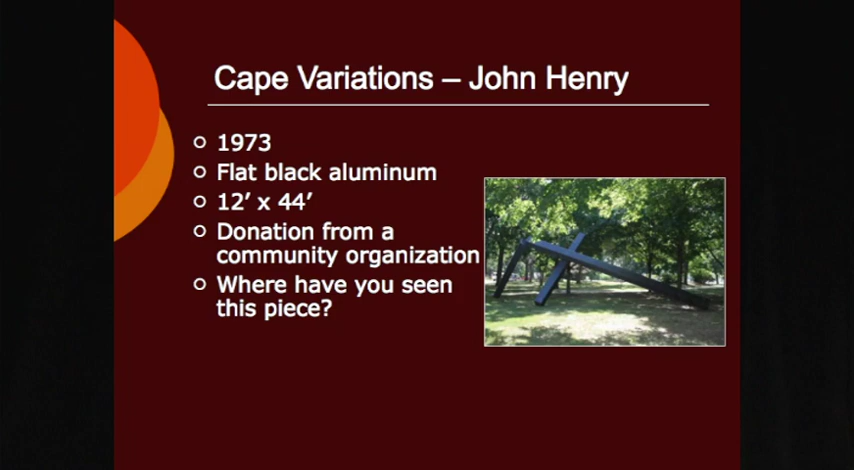 Cape Variations – John Henry
1973
Flat black aluminum
12’ x 44’
Donation from a
community organization
Where have you seen
this piece?